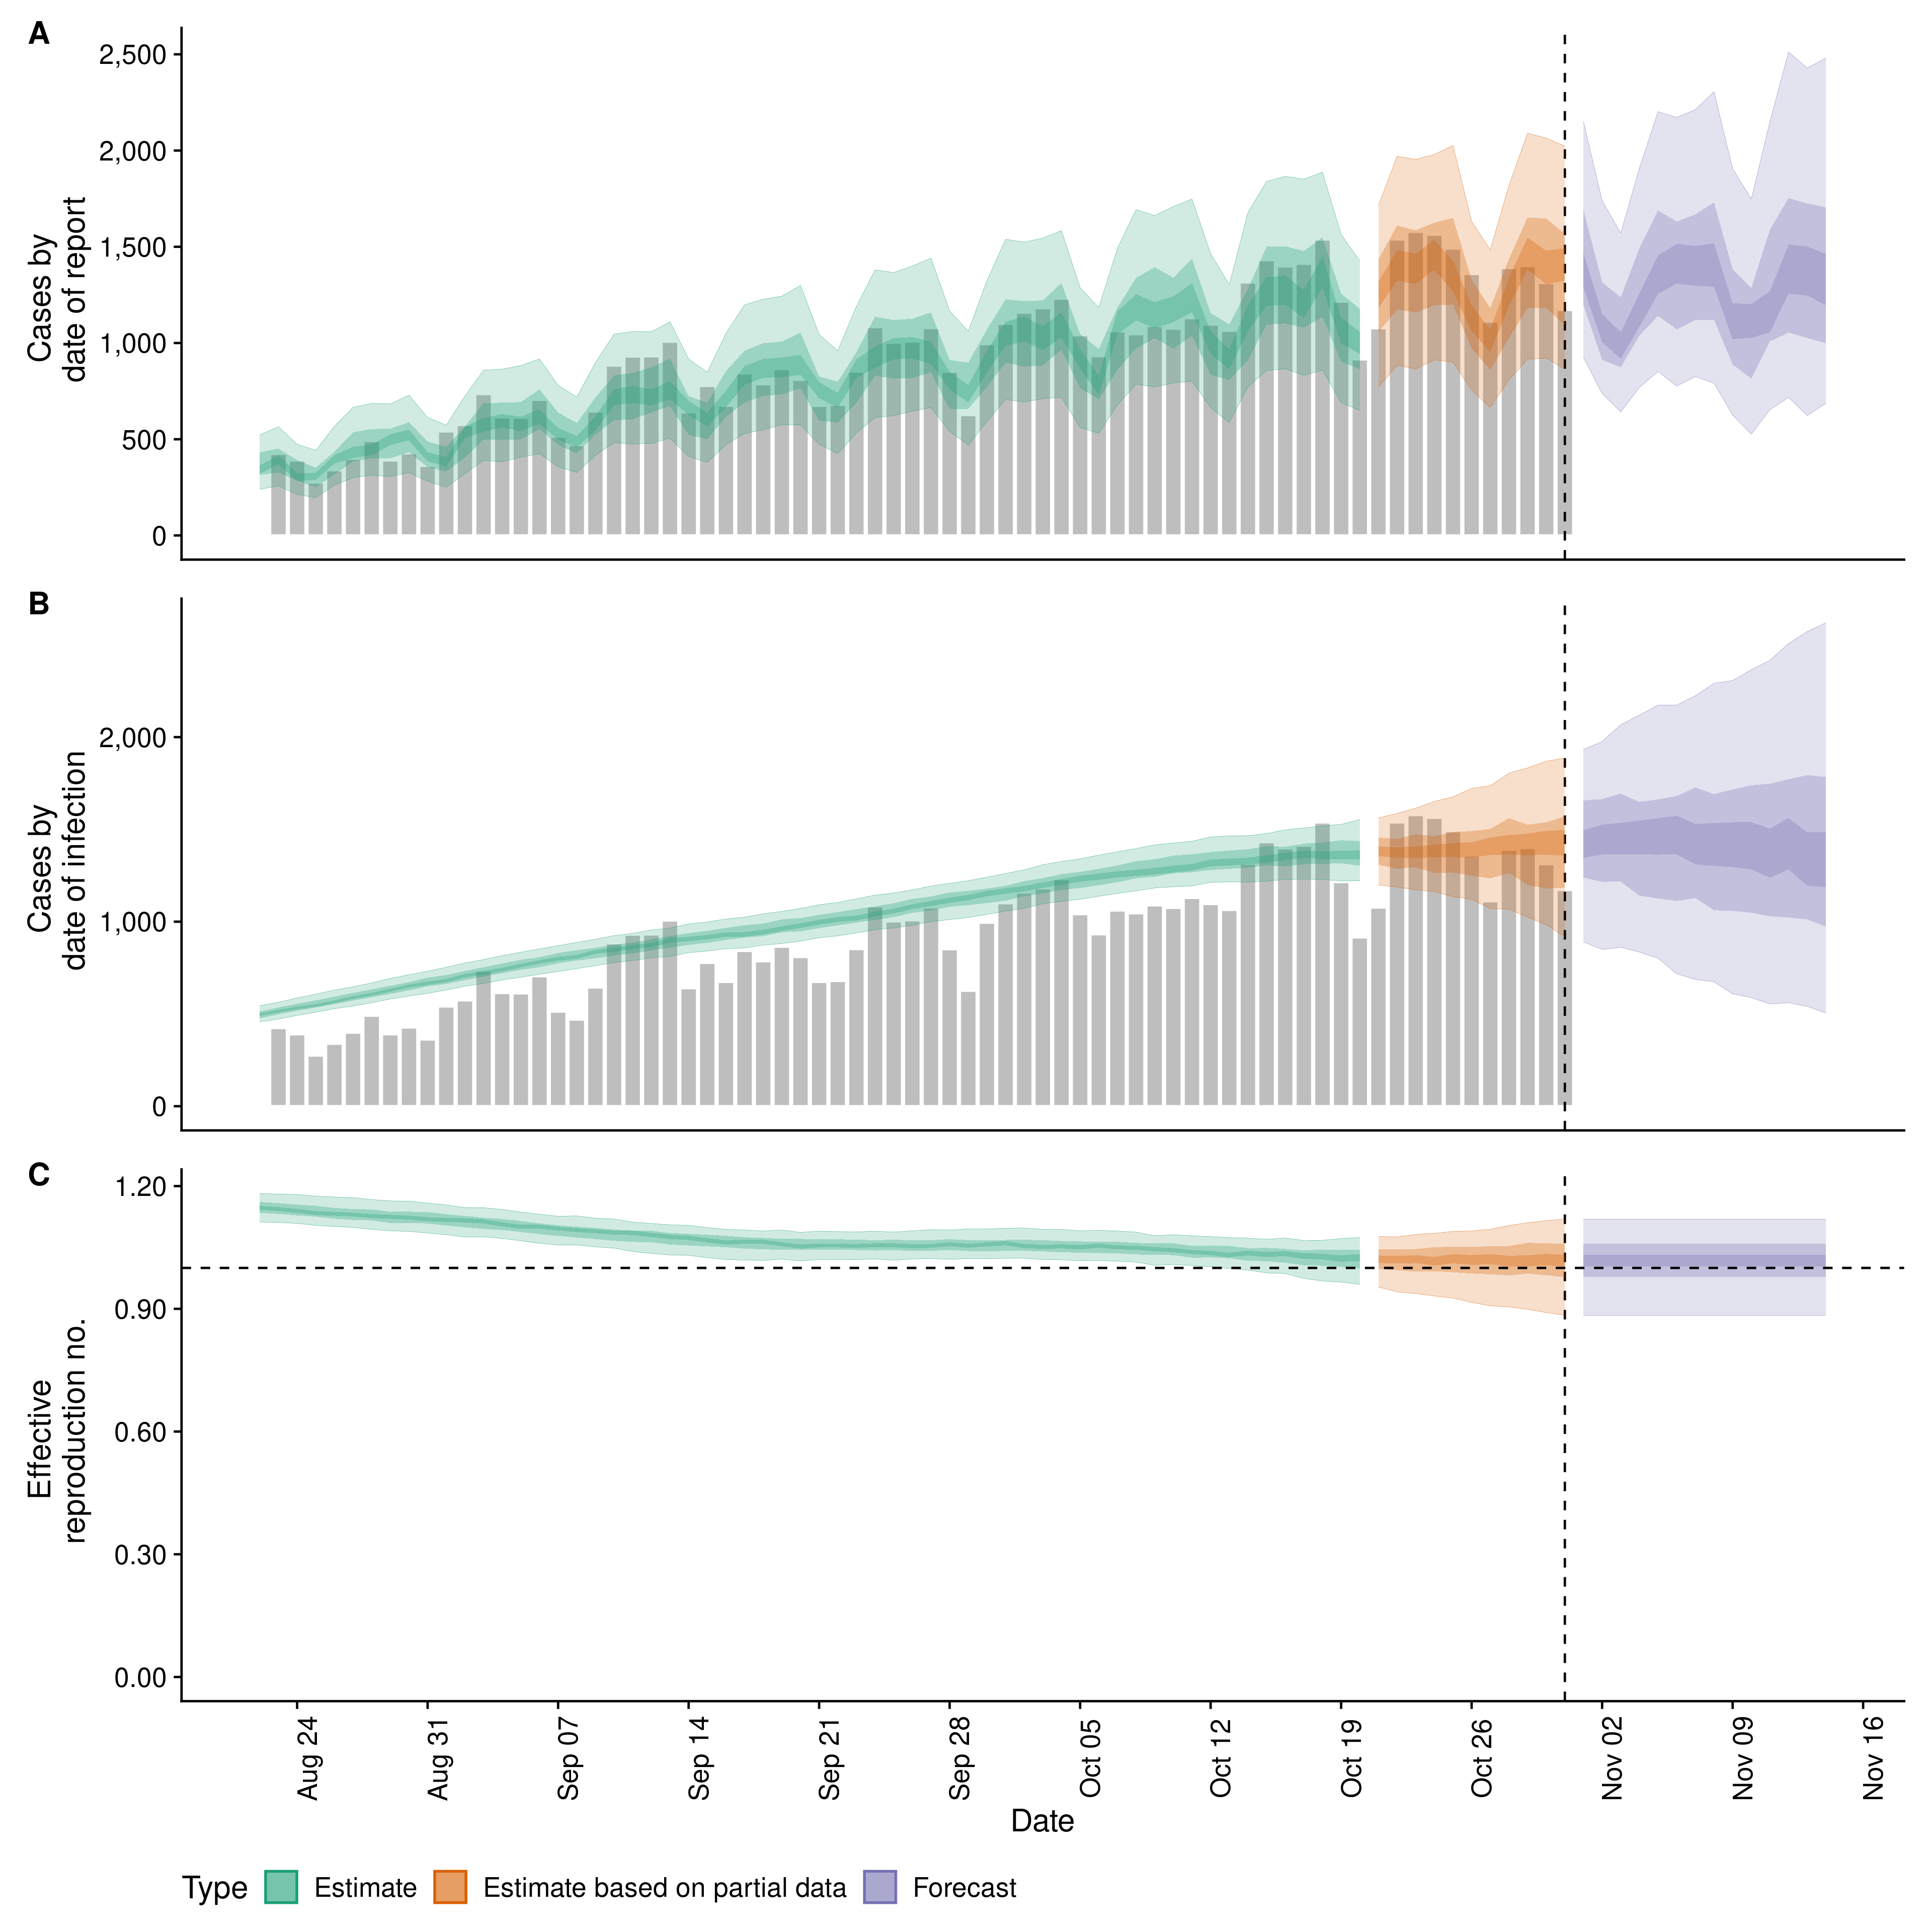 A
2,500
2,000
1,500
1,000
500
0
Cases by
date of report
B
2,000
1,000
0
Cases by
date of infection
C
1.20
0.90
0.60
0.30
0.00
Effective
reproduction no.
Aug 24
Aug 31
Sep 07
Sep 14
Sep 21
Sep 28
Oct 05
Oct 12
Oct 19
Oct 26
Nov 02
Nov 09
Nov 16
Date
Type Estimate Estimate based on partial data Forecast